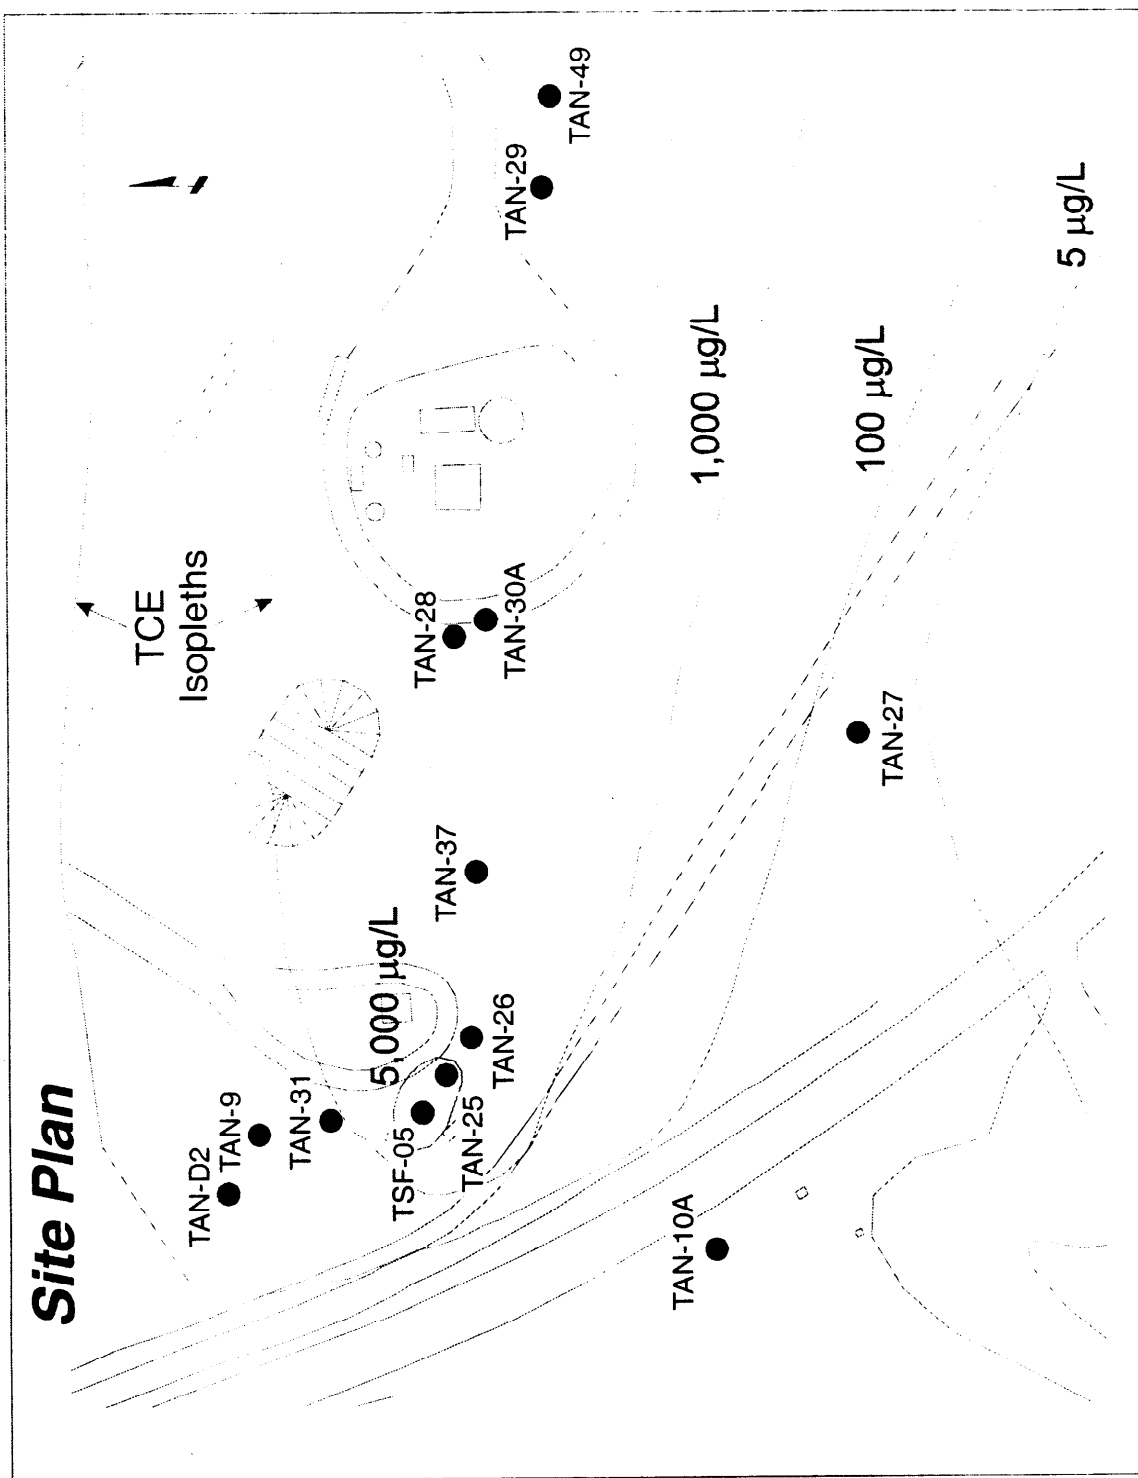 Site Plan
TCE
Isopleths
TAN-D2
TAN-9
TAN-31
5,000 µg/L
TSF-05
TAN-25
TAN-26
TAN-37
TAN-28
TAN-30A
TAN-29
TAN-49
1,000 µg/L
100 µg/L
5 µg/L
TAN-10A
TAN-27